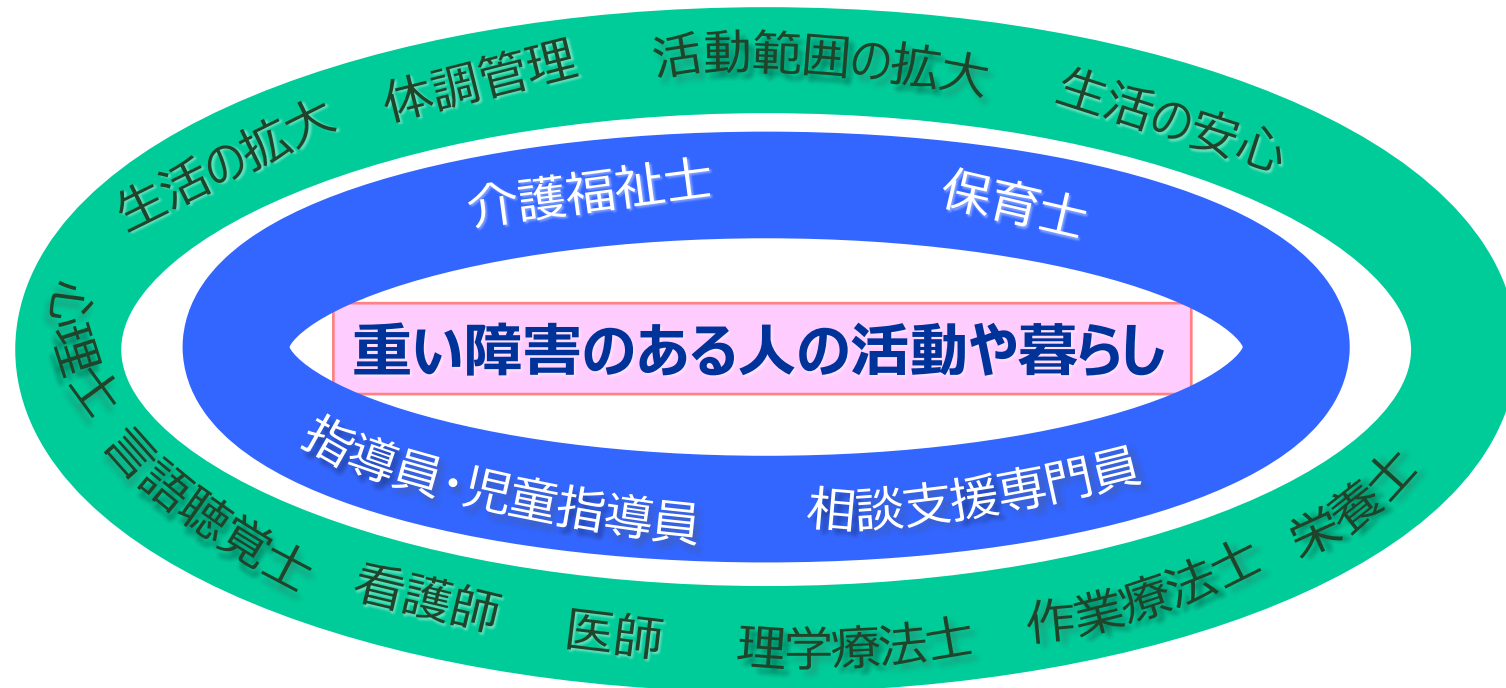 生活の拡大
体調管理
活動範囲の拡大
生活の安心
介護福祉士
保育士
重い障害のある人の活動や暮らし
指導員・児童指導員
相談支援専門員
心理士
言語聴覚士
看護師
医師
理学療法士
作業療法士
栄養士